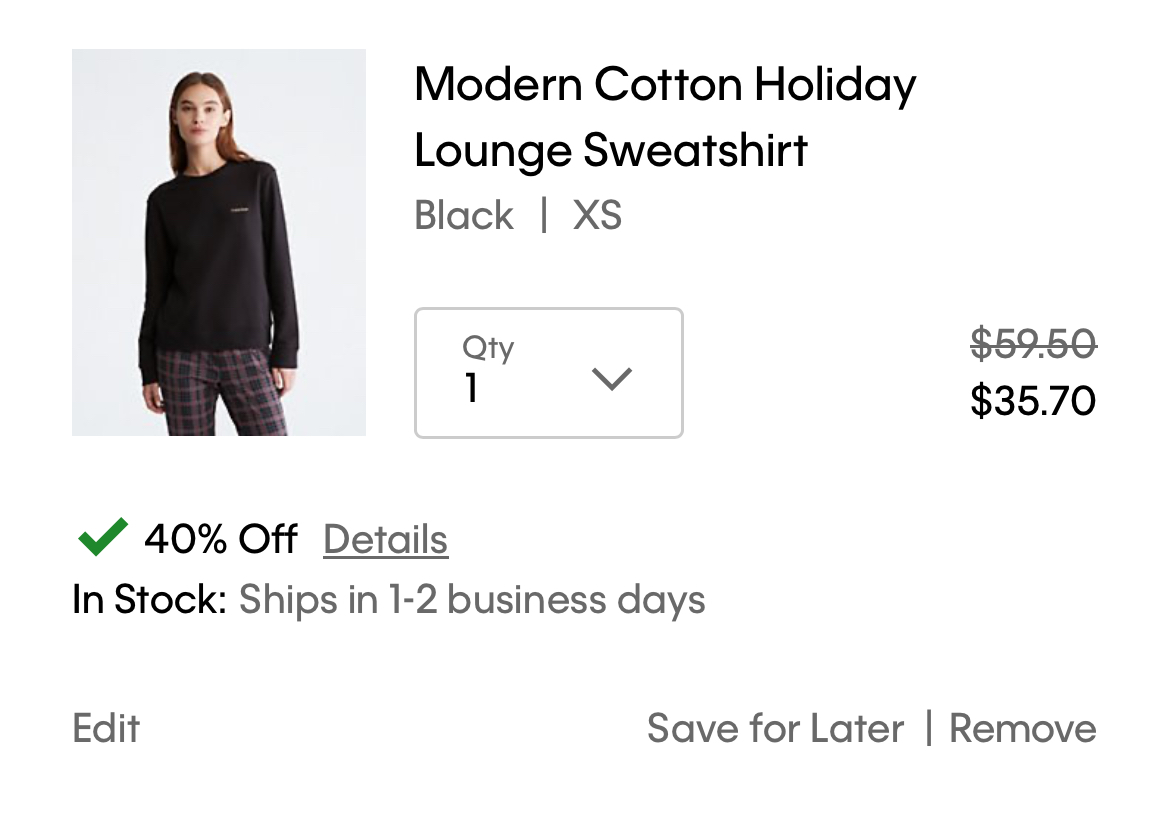 Modern Cotton Holiday
Lounge Sweatshirt
Black | XS
Qty
1
$59.50
$35.70
40% Off Details
In Stock: Ships in 1-2 business days
Edit
Save for Later | Remove